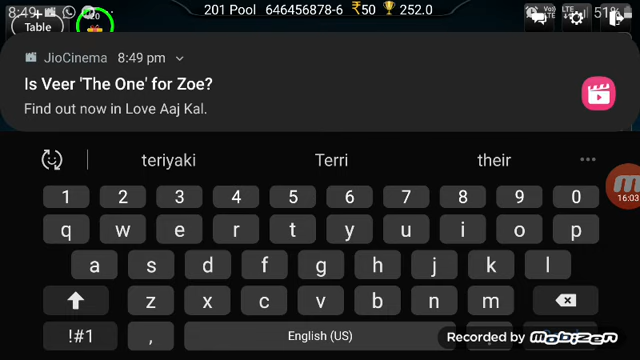 8:49
201 Pool 646456878-6 ₹50 252.0
51%
+ Table
JioCinema 8:49 pm
Is Veer 'The One' for Zoe?
Find out now in Love Aaj Kal.
teriyaki Terri their
16:03
1 2 3 4 5 6 7 8 9 0
q w e r t y u i o p
a s d f g h j k l
z x c v b n m
!#1 , English (US)
Recorded by MOBIZEN